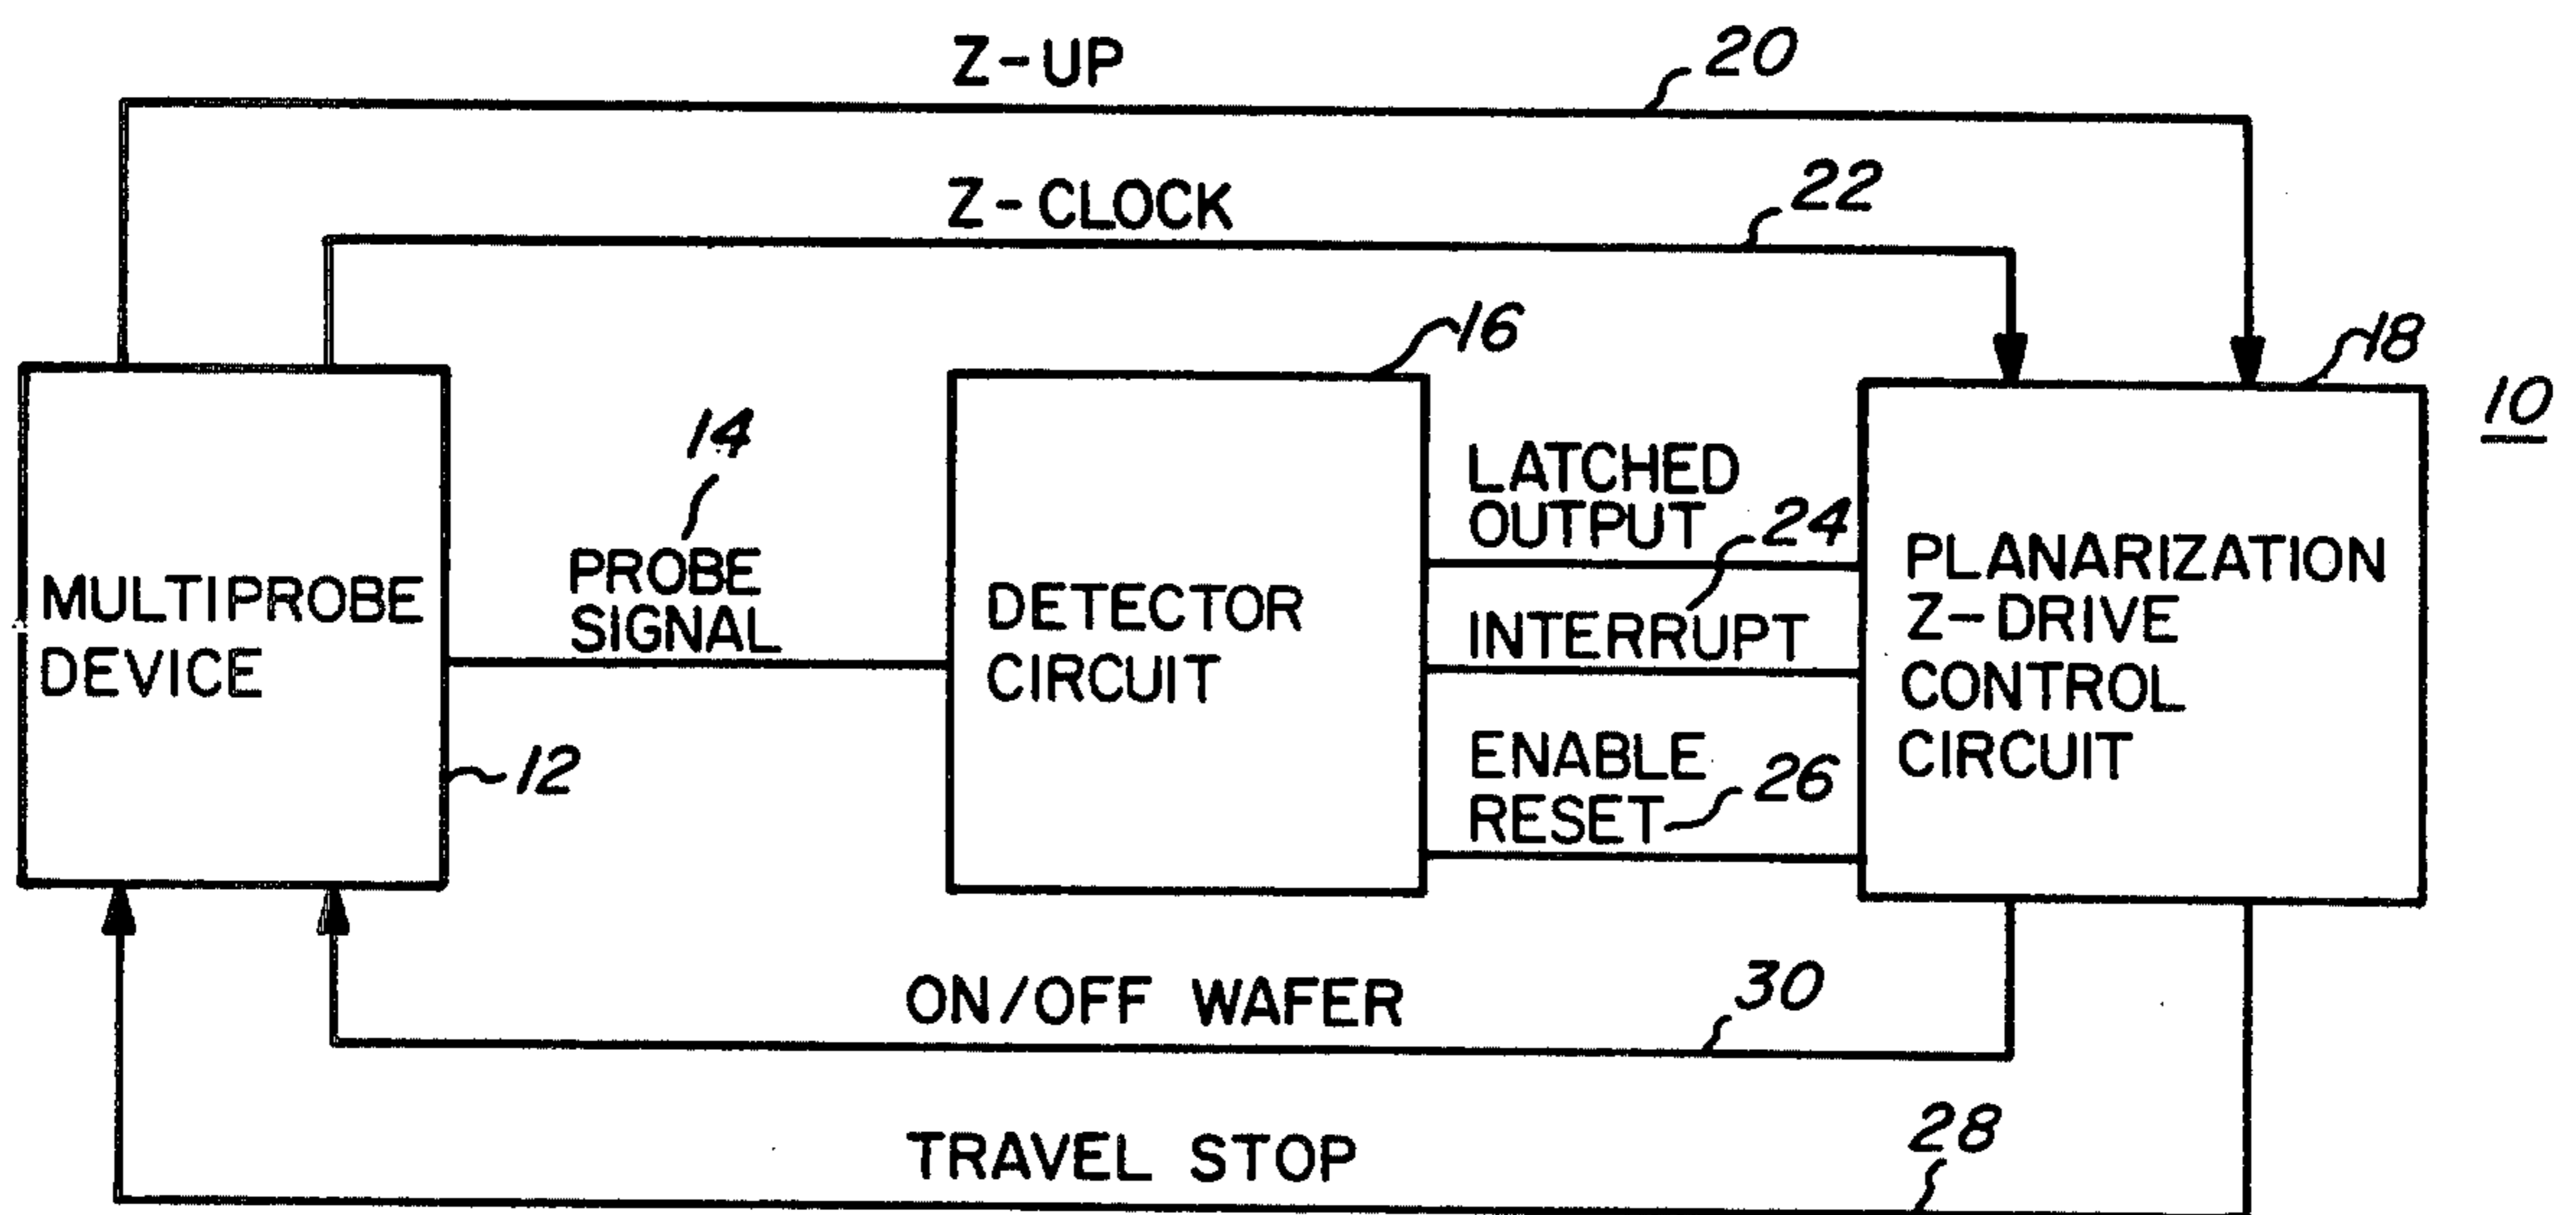 Z-UP
20
Z-CLOCK
22
16
18
10
14
LATCHED
OUTPUT
24
PROBE
SIGNAL
MULTIPROBE
DEVICE
DETECTOR
CIRCUIT
INTERRUPT
PLANARIZATION
Z-DRIVE
CONTROL
CIRCUIT
12
ENABLE
RESET
26
ON/OFF WAFER
30
TRAVEL STOP
28